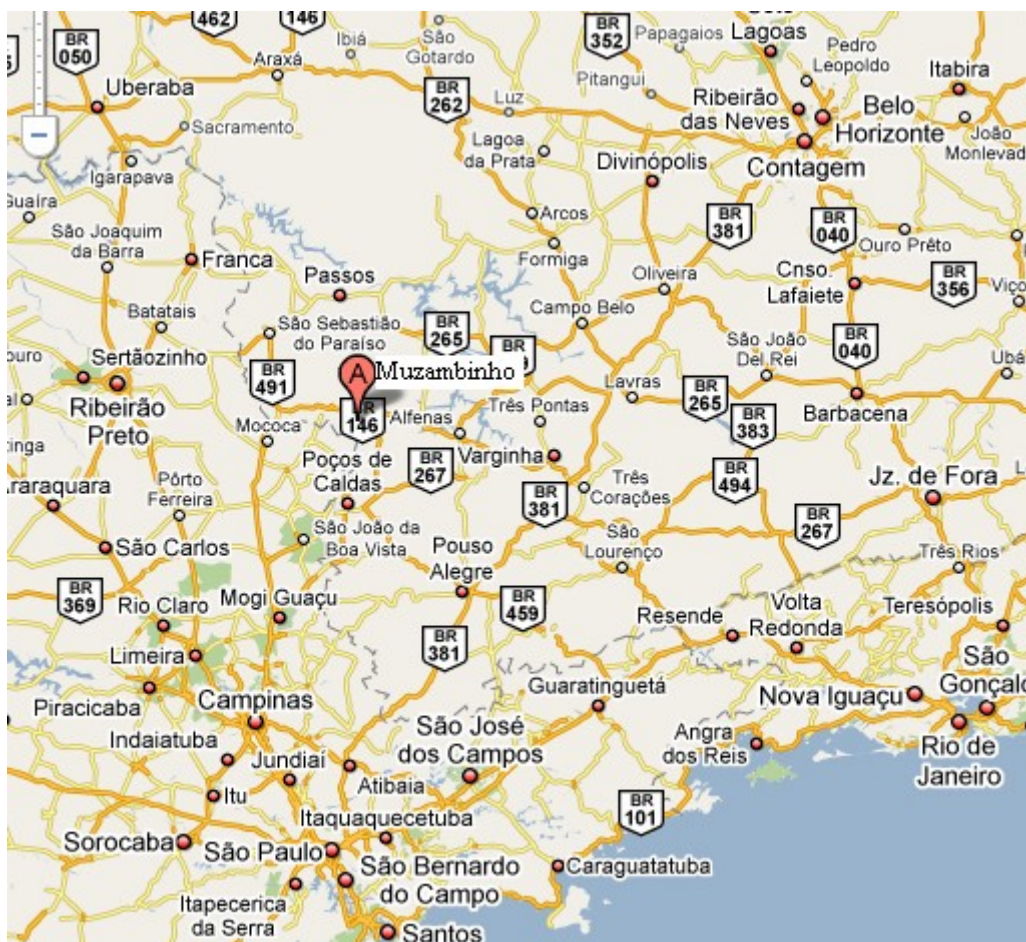 462
BR
146
BR
050
Uberaba
Araxá
Ibiá
São
Gotardo
BR
262
Luz
Lagoa
da Prata
BR
352
Papagaios
Lagoas
Pitangui
Pedro
Leopoldo
Itabira
Ribeirão
das Neves
Belo
Horizonte
João
Contagem
Divinópolis
Sacramento
Igarapava
Guaíra
São Joaquim
da Barra
Franca
Batatais
Arcos
Formiga
BR
381
BR
040
Ouro Prêto
Oliveira
Cnso.
Lafaiete
BR
356
Passos
São Sebastião
do Paraíso
BR
265
Campo Belo
São João
Del Rei
BR
040
Ubá
Sertãozinho
Ribeirão
Preto
BR
491
A
Muzambinho
146
Alfenas
Três Pontas
Lavras
BR
265
BR
383
Barbacena
Mococa
Poços de
Caldas
BR
267
Varginha
Três
Corações
BR
381
BR
494
Jz. de Fora
BR
267
Araraquara
Pôrto
Ferreira
São Carlos
São João da
Boa Vista
Pouso
Alegre
São
Lourenço
Três Rios
BR
369
Rio Claro
Mogi Guaçu
BR
459
Resende
Volta
Redonda
Teresópolis
Limeira
BR
381
Piracicaba
Campinas
Guaratinguetá
Nova Iguaçu
São
Gonçalo
Indaiatuba
Jundiaí
São José
dos Campos
Angra
dos Reis
Rio de
Janeiro
Itu
Atibaia
Itaquaquecetuba
BR
101
Sorocaba
São Paulo
São Bernardo
do Campo
Caraguatatuba
Itapecerica
da Serra
Santos